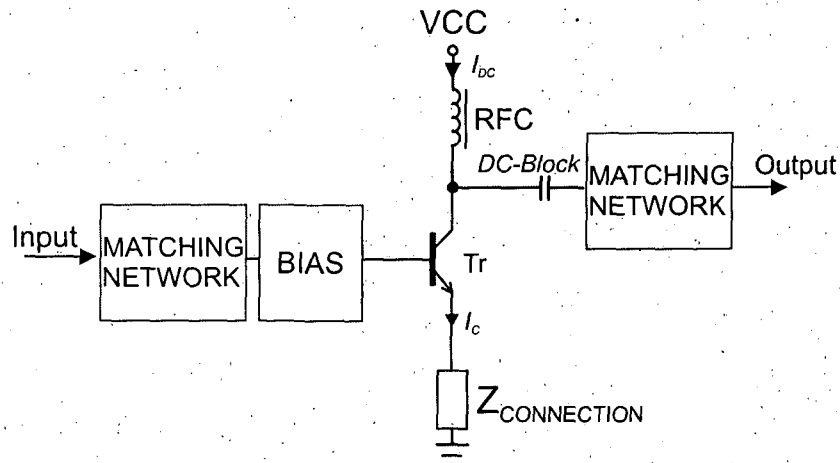 VCC
I_DC
RFC
DC-Block
MATCHING
NETWORK
Output
Input
MATCHING
NETWORK
BIAS
Tr
I_C
Z_CONNECTION